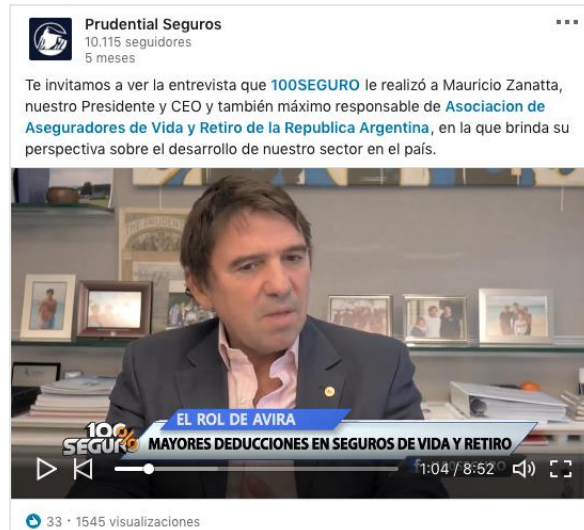 Prudential Seguros
10.115 seguidores
5 meses
Te invitamos a ver la entrevista que 100SEGURO le realizó a Mauricio Zanatta,
nuestro Presidente y CEO y también máximo responsable de Asociacion de
Aseguradores de Vida y Retiro de la Republica Argentina, en la que brinda su
perspectiva sobre el desarrollo de nuestro sector en el país.
THE PRUDENTIAL
EL ROL DE AVIRA
100%
SEGURO
MAYORES DEDUCCIONES EN SEGUROS DE VIDA Y RETIRO
1:04 / 8:52
33 · 1545 visualizaciones